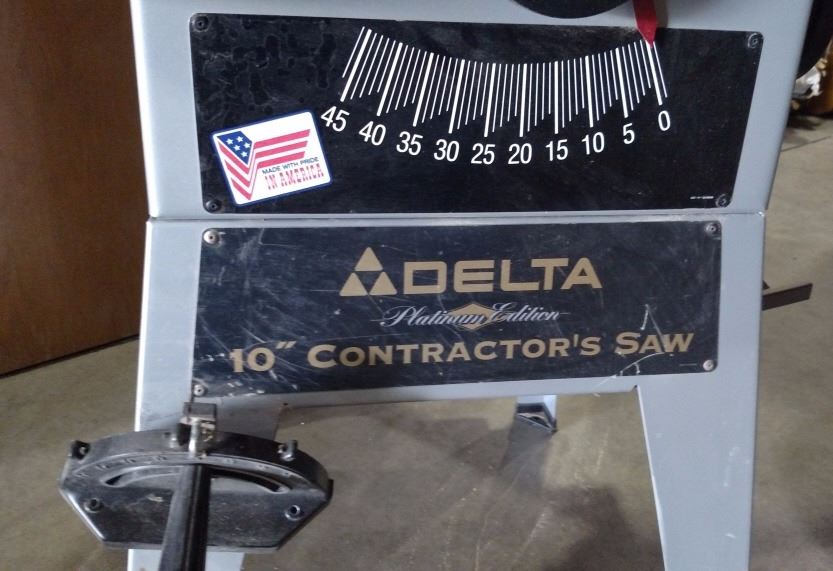 45 40 35 30 25 20 15 10 5 0
MADE WITH PRIDE
IN AMERICA
DELTA
Platinum Edition
10" CONTRACTOR'S SAW